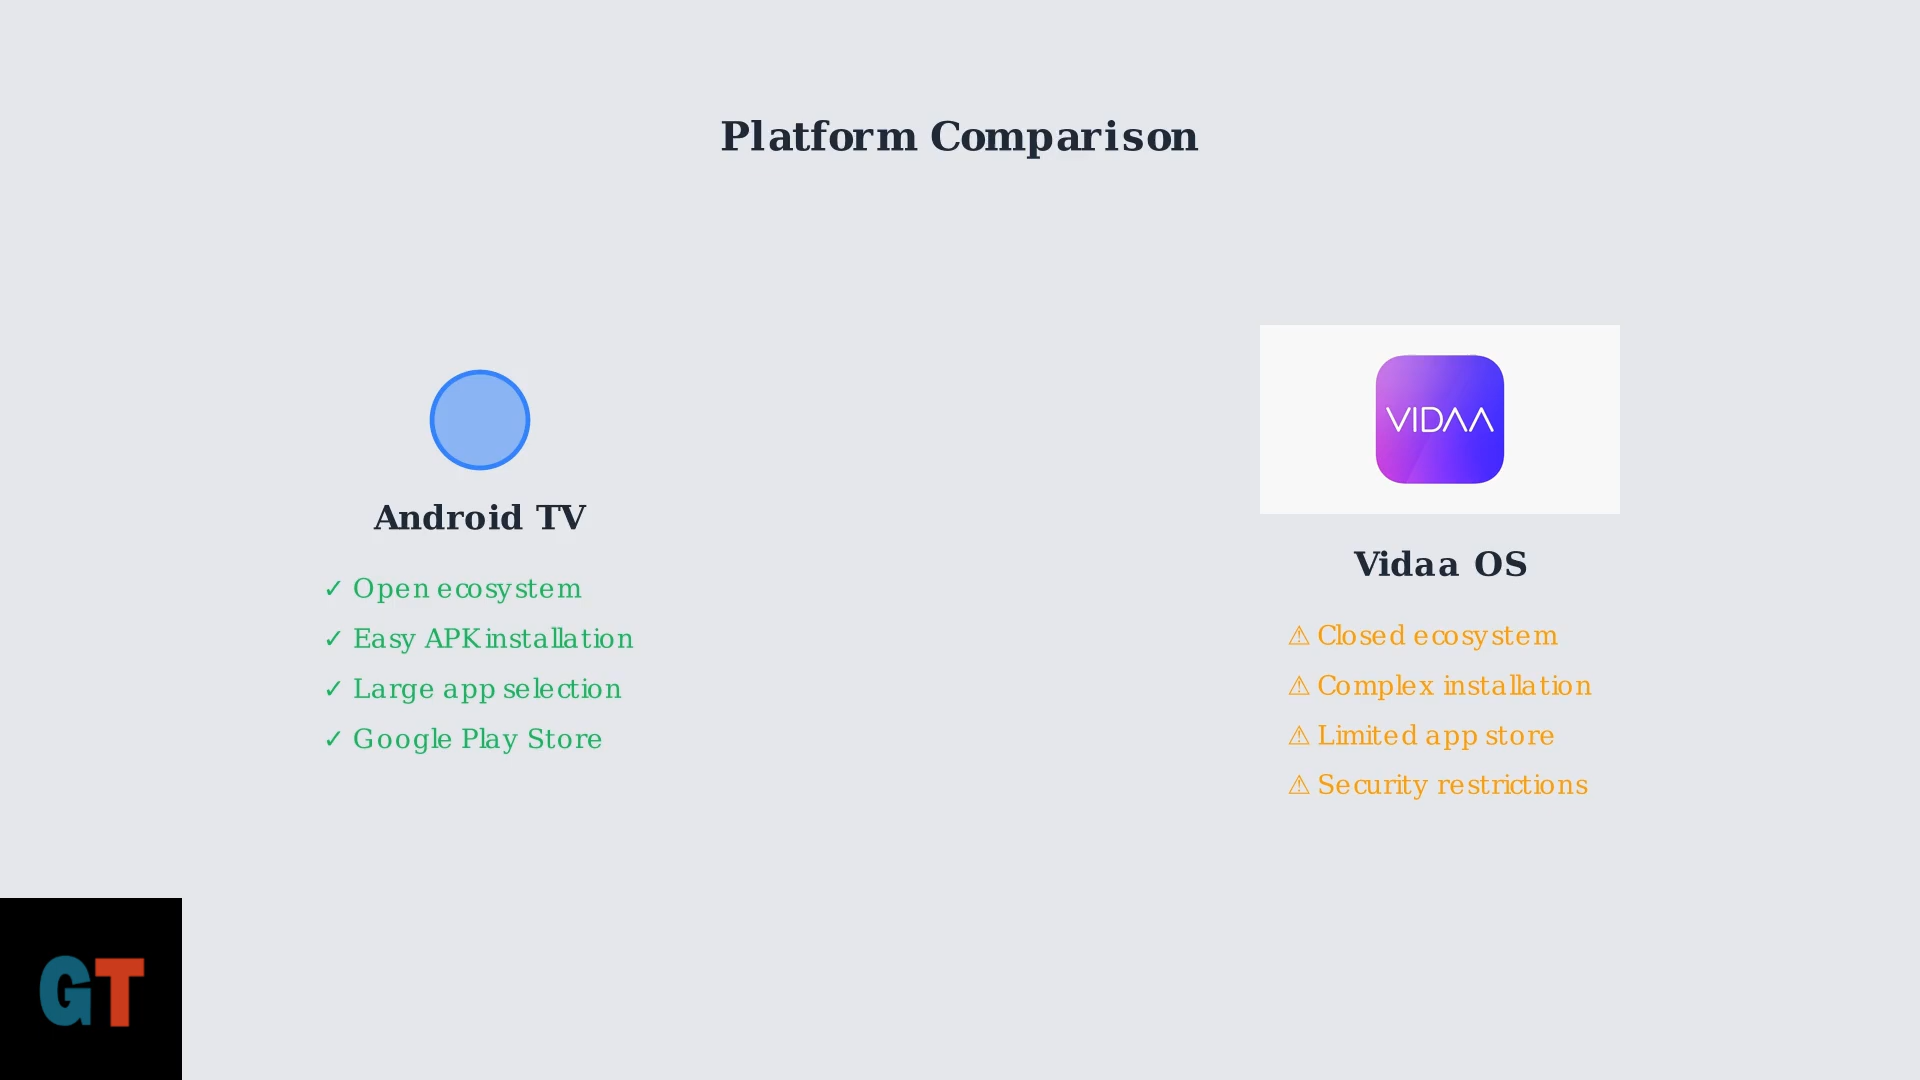 Platform Comparison
Android TV
✓ Open ecosystem
✓ Easy APK installation
✓ Large app selection
✓ Google Play Store
VIDAA
Vidaa OS
⚠ Closed ecosystem
⚠ Complex installation
⚠ Limited app store
⚠ Security restrictions
GT